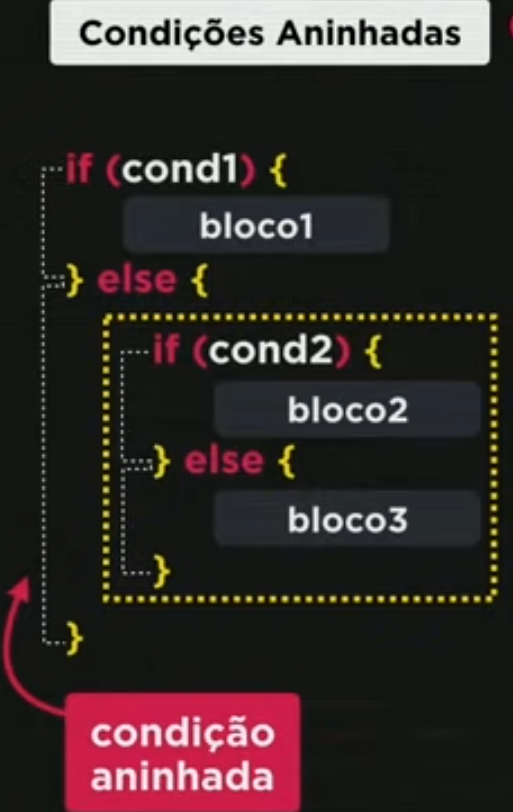 Condições Aninhadas
if (cond1) {
bloco1
} else {
if (cond2) {
bloco2
} else {
bloco3
}
}
condição
aninhada